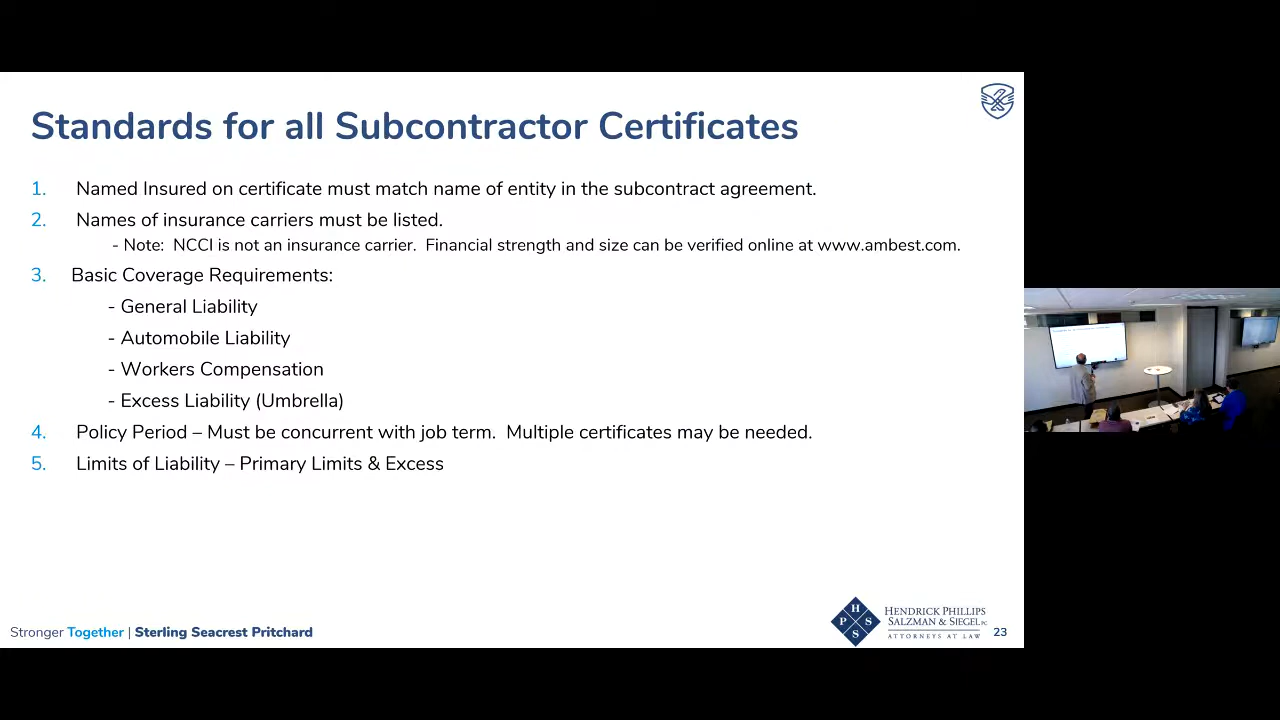 Standards for all Subcontractor Certificates
1. Named Insured on certificate must match name of entity in the subcontract agreement.
2. Names of insurance carriers must be listed.
- Note: NCCI is not an insurance carrier. Financial strength and size can be verified online at www.ambest.com.
3. Basic Coverage Requirements:
- General Liability
- Automobile Liability
- Workers Compensation
- Excess Liability (Umbrella)
4. Policy Period – Must be concurrent with job term. Multiple certificates may be needed.
5. Limits of Liability – Primary Limits & Excess
Stronger Together | Sterling Seacrest Pritchard
H
P S
S
HENDRICK PHILLIPS
SALZMAN & SIEGEL PC
ATTORNEYS AT LAW
23